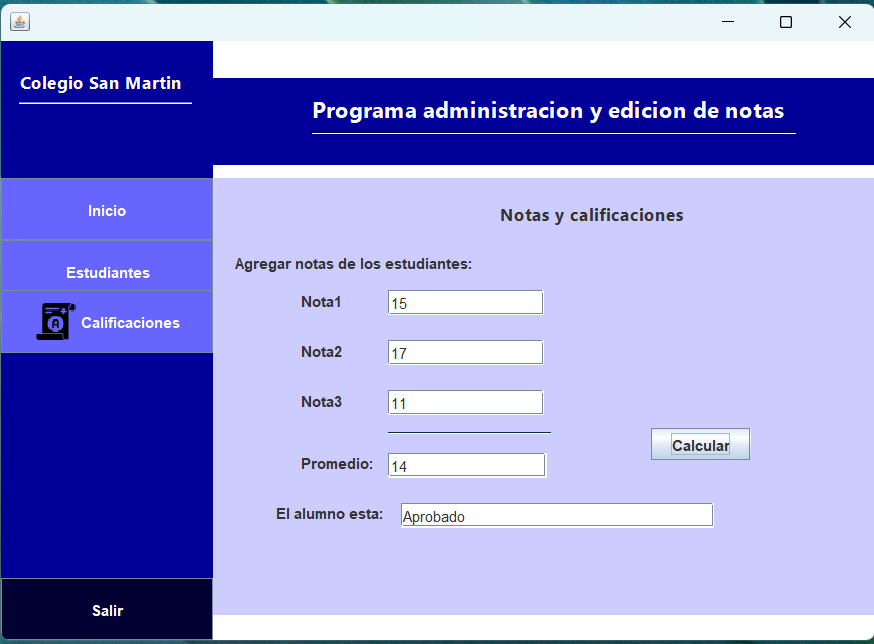 Colegio San Martin
Programa administracion y edicion de notas
Inicio
Estudiantes
Calificaciones
Salir
Notas y calificaciones
Agregar notas de los estudiantes:
Nota1 15
Nota2 17
Nota3 11
Calcular
Promedio: 14
El alumno esta: Aprobado